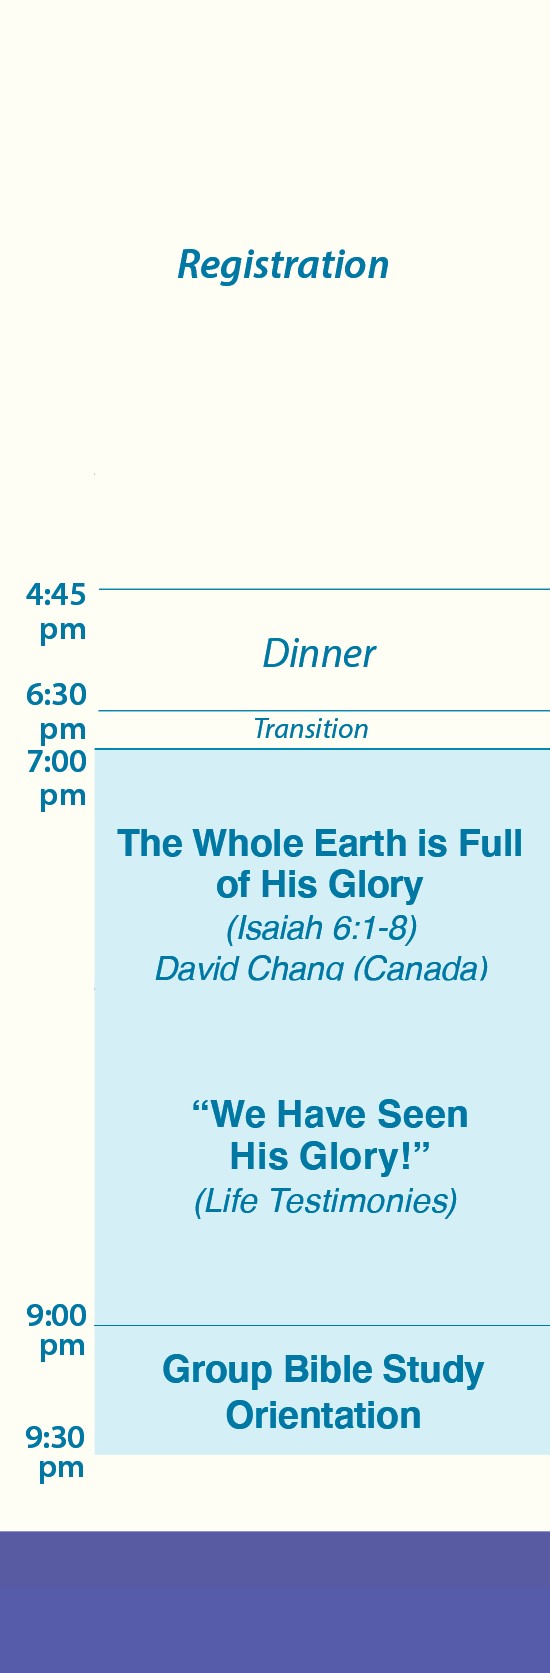 Registration
4:45
pm
Dinner
6:30
pm
Transition
7:00
pm
The Whole Earth is Full
of His Glory
(Isaiah 6:1-8)
David Chang (Canada)
“We Have Seen
His Glory!”
(Life Testimonies)
9:00
pm
Group Bible Study
Orientation
9:30
pm